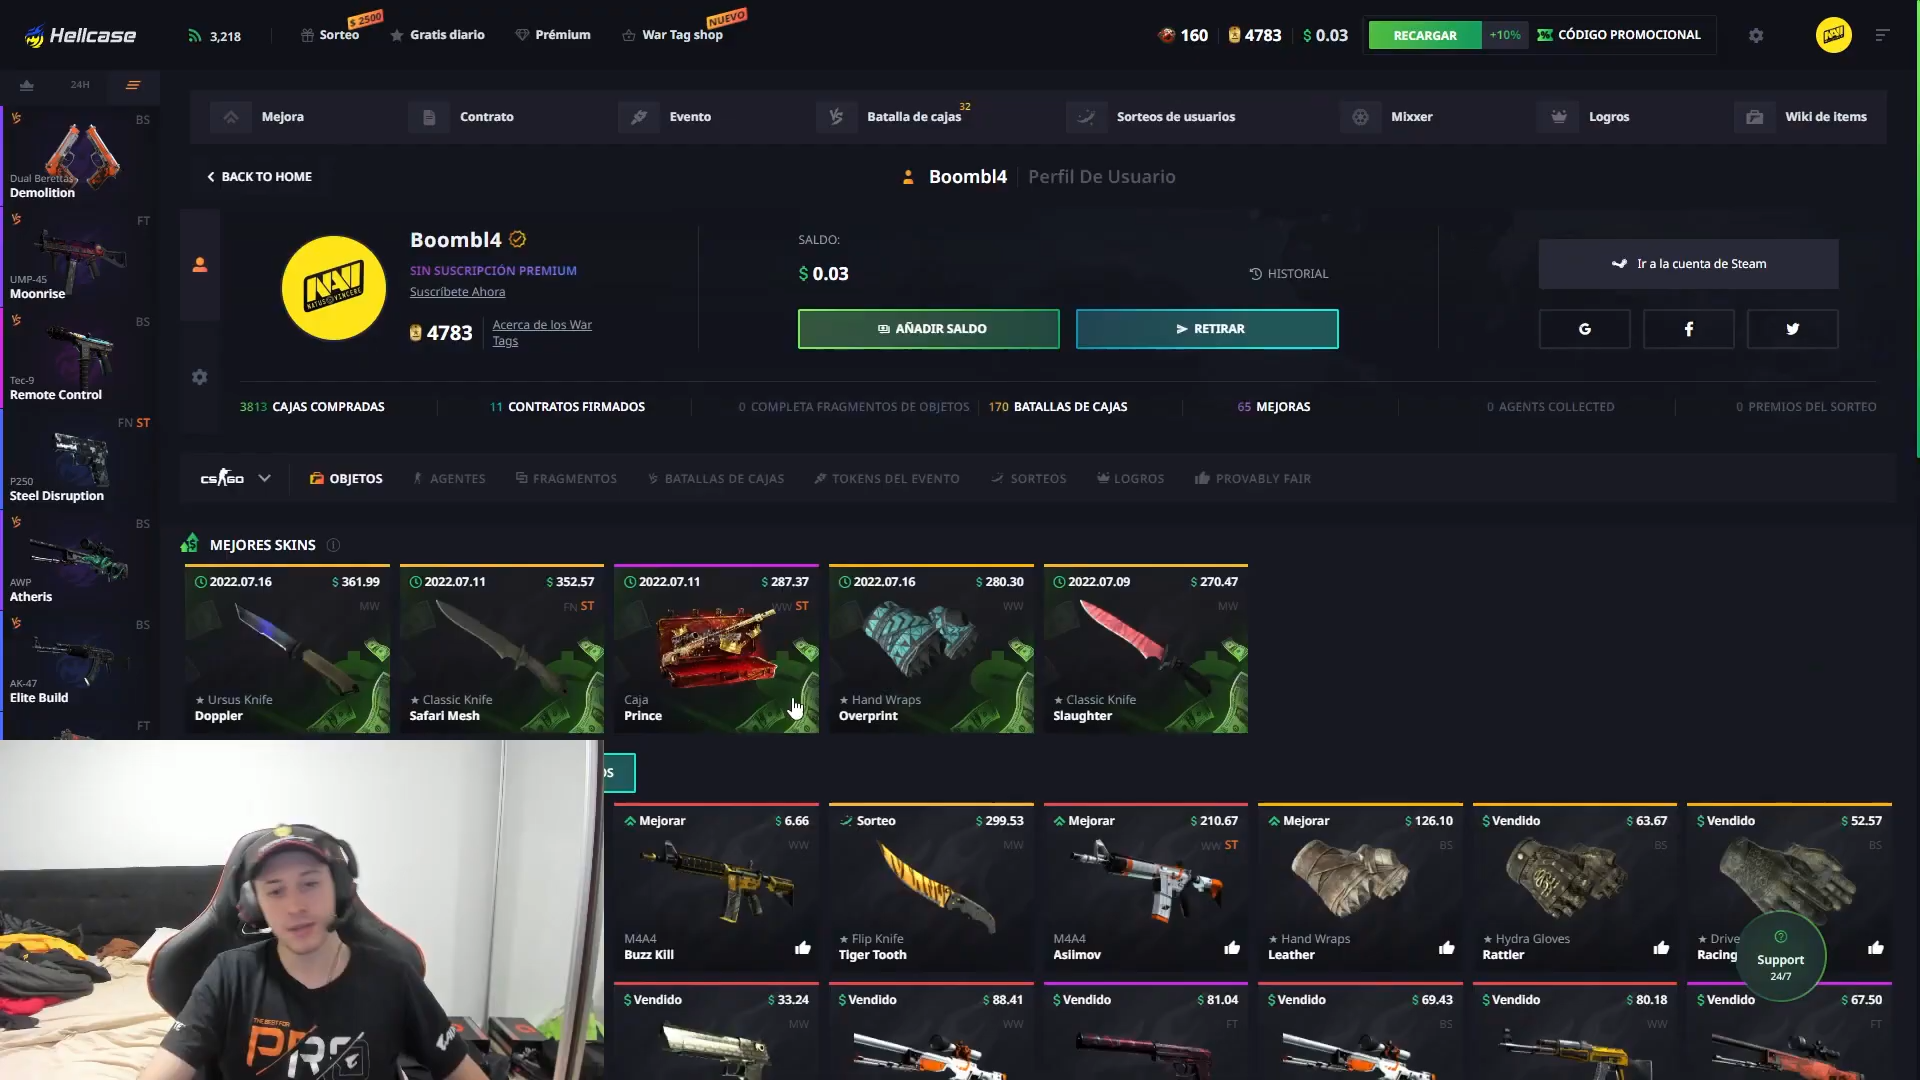 Hellcase
3,218
Sorteo
$ 2500
Gratis diario
Prémium
War Tag shop
NUEVO
160
4783
$ 0.03
RECARGAR
+10%
CÓDIGO PROMOCIONAL
24H
Mejora
Contrato
Evento
Batalla de cajas
32
Sorteos de usuarios
Mixxer
Logros
Wiki de items
BACK TO HOME
Boombl4
Perfil De Usuario
BS
Dual Berettas
Demolition
FT
UMP-45
Moonrise
BS
Tec-9
Remote Control
FN ST
P250
Steel Disruption
BS
AWP
Atheris
BS
AK-47
Elite Build
FT
NAVI
NATUS VINCERE
Boombl4
SIN SUSCRIPCIÓN PREMIUM
Suscríbete Ahora
4783
Acerca de los War
Tags
SALDO:
$ 0.03
HISTORIAL
AÑADIR SALDO
RETIRAR
Ir a la cuenta de Steam
G
3813 CAJAS COMPRADAS
11 CONTRATOS FIRMADOS
0 COMPLETA FRAGMENTOS DE OBJETOS
170 BATALLAS DE CAJAS
65 MEJORAS
0 AGENTS COLLECTED
0 PREMIOS DEL SORTEO
CS:GO
OBJETOS
AGENTES
FRAGMENTOS
BATALLAS DE CAJAS
TOKENS DEL EVENTO
SORTEOS
LOGROS
PROVABLY FAIR
MEJORES SKINS
2022.07.16
$ 361.99
MW
★ Ursus Knife
Doppler
2022.07.11
$ 352.57
FN ST
★ Classic Knife
Safari Mesh
2022.07.11
$ 287.37
WW ST
Caja
Prince
2022.07.16
$ 280.30
WW
★ Hand Wraps
Overprint
2022.07.09
$ 270.47
MW
★ Classic Knife
Slaughter
Mejorar
$ 6.66
WW
M4A4
Buzz Kill
Sorteo
$ 299.53
MW
★ Flip Knife
Tiger Tooth
Mejorar
$ 210.67
WW ST
M4A4
Asiimov
Mejorar
$ 126.10
BS
★ Hand Wraps
Leather
$ Vendido
$ 63.67
BS
★ Hydra Gloves
Rattler
$ Vendido
$ 52.57
BS
★ Drive
Racing
Support
24/7
$ Vendido
$ 33.24
MW
$ Vendido
$ 88.41
WW
$ Vendido
$ 81.04
FT
$ Vendido
$ 69.43
BS
$ Vendido
$ 80.18
WW
$ Vendido
$ 67.50
FT
THE BEST FOR
PRO